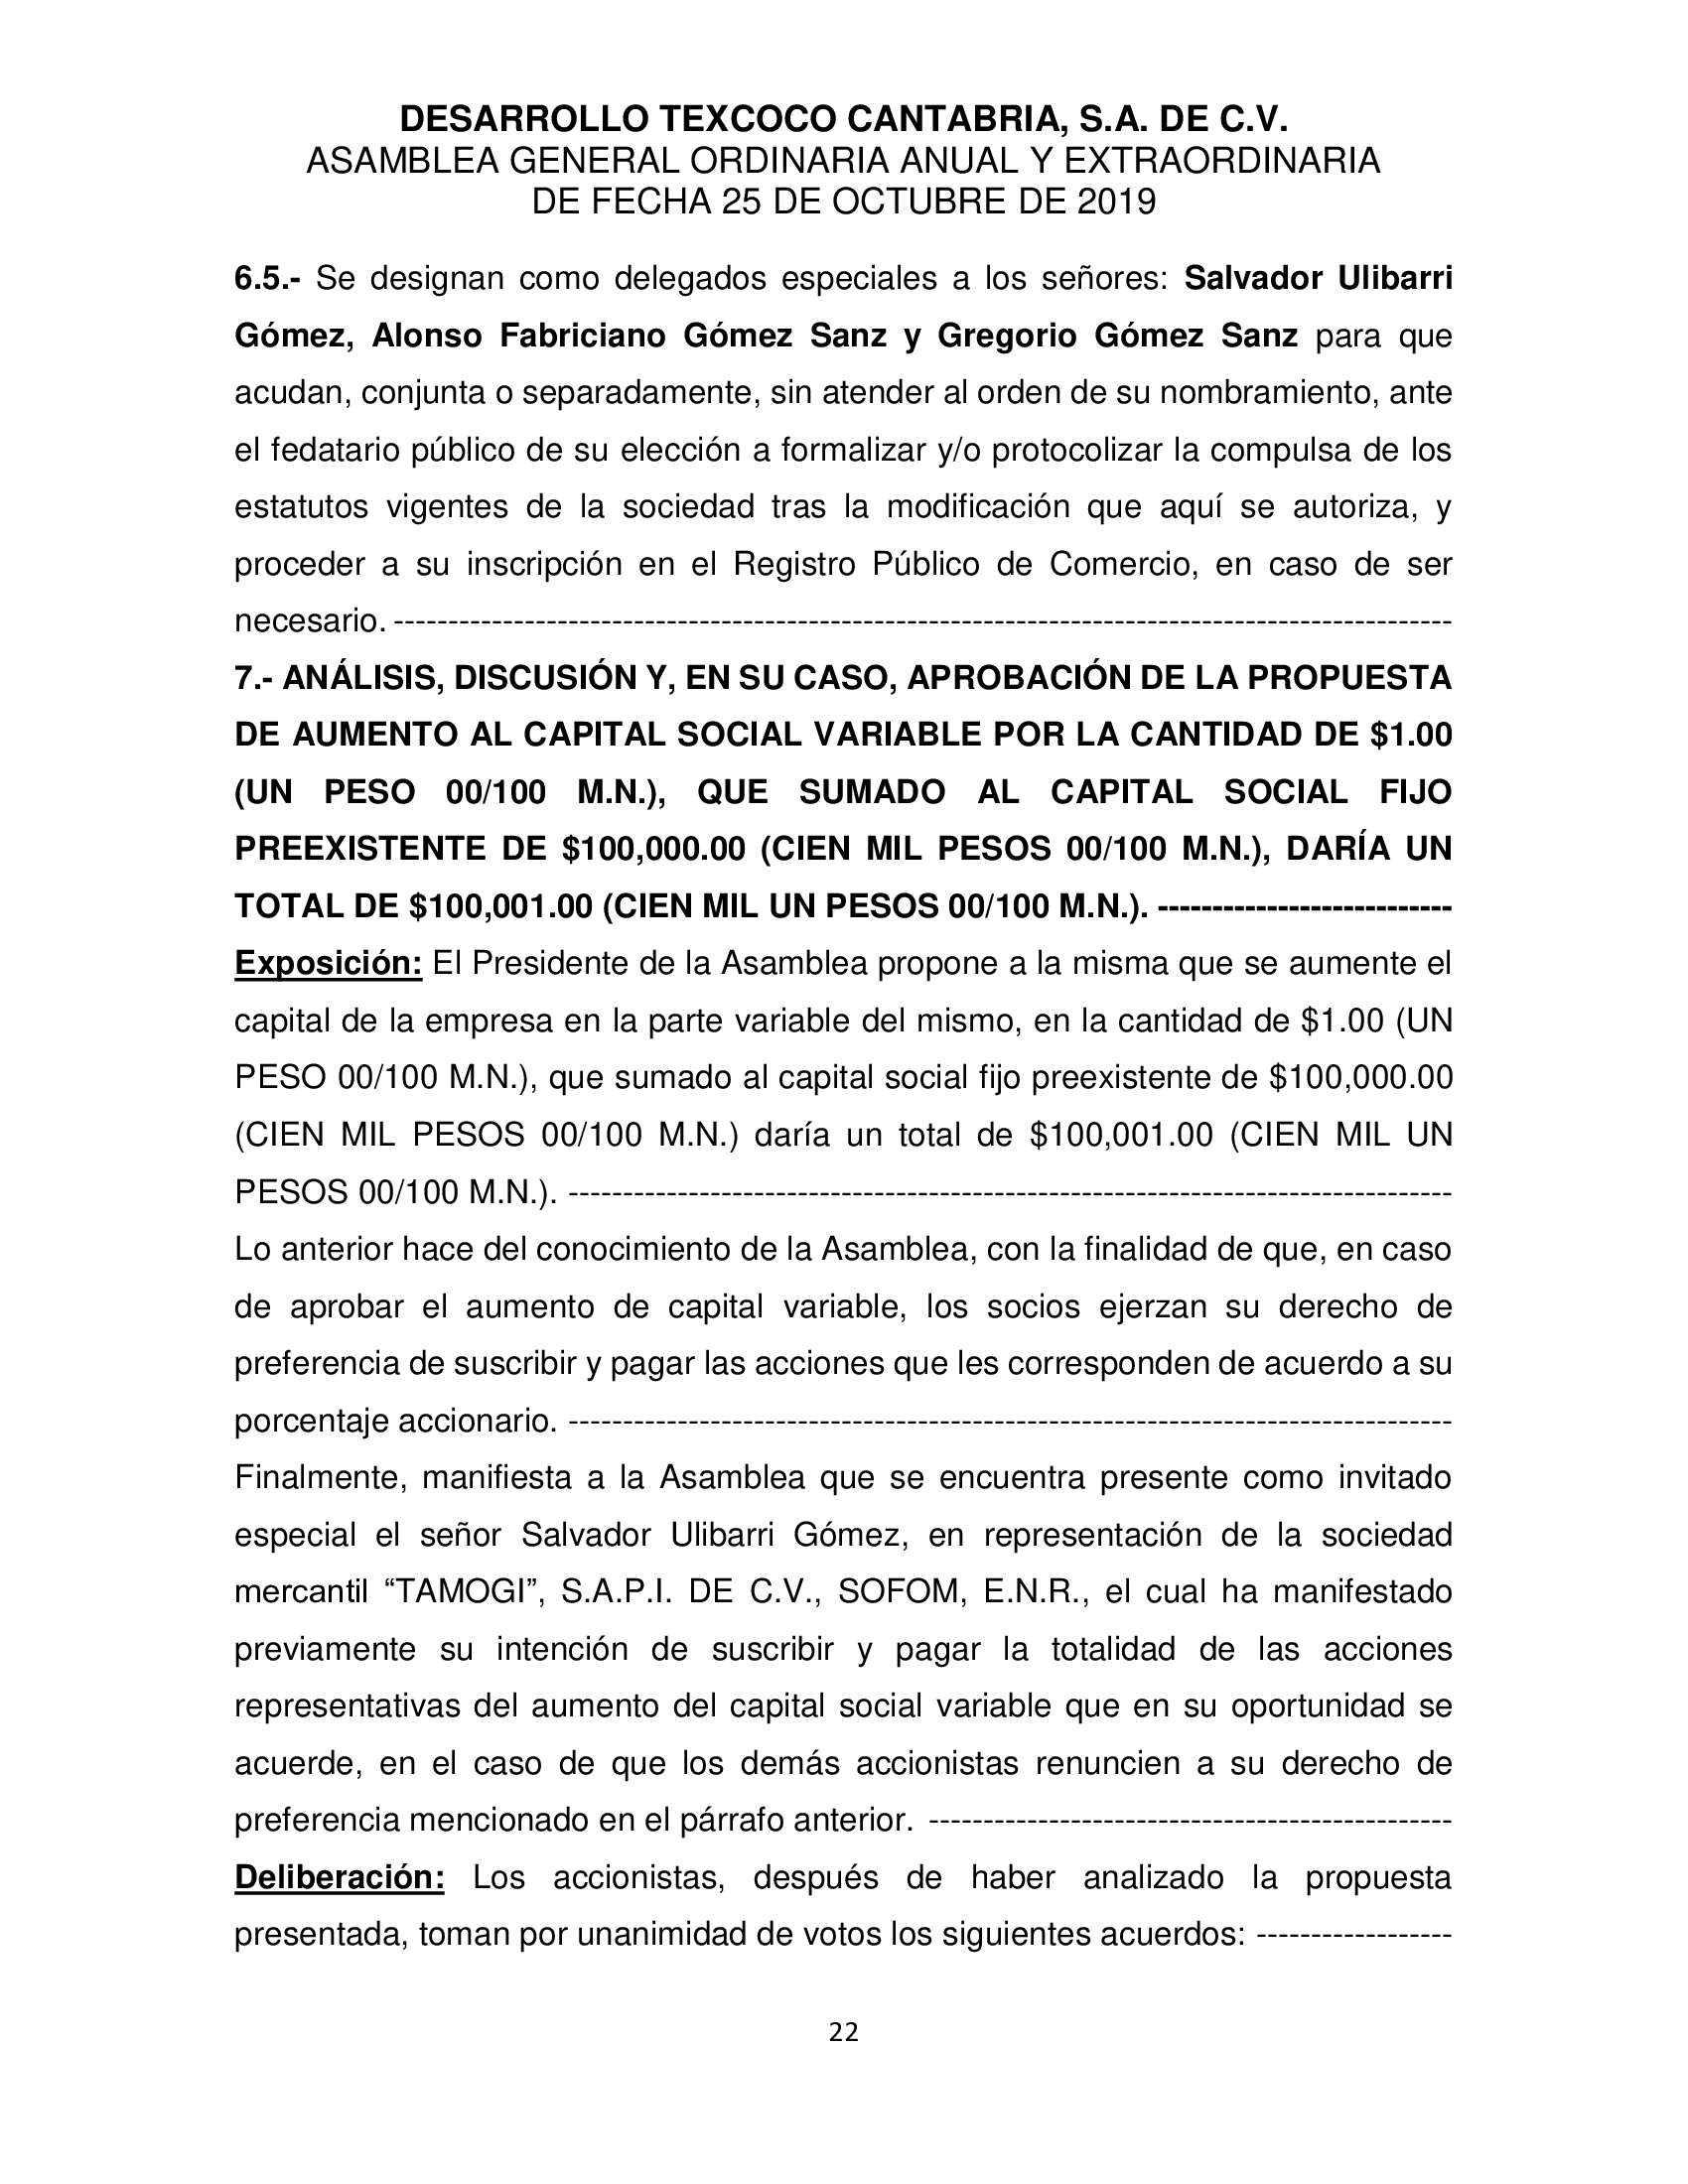 DESARROLLO TEXCOCO CANTABRIA, S.A. DE C.V.
ASAMBLEA GENERAL ORDINARIA ANUAL Y EXTRAORDINARIA
DE FECHA 25 DE OCTUBRE DE 2019
6.5.- Se designan como delegados especiales a los señores: Salvador Ulibarri
Gómez, Alonso Fabriciano Gómez Sanz y Gregorio Gómez Sanz para que
acudan, conjunta o separadamente, sin atender al orden de su nombramiento, ante
el fedatario público de su elección a formalizar y/o protocolizar la compulsa de los
estatutos vigentes de la sociedad tras la modificación que aquí se autoriza, y
proceder a su inscripción en el Registro Público de Comercio, en caso de ser
necesario. -------------------------------------------------------------------------------------------------
7.- ANÁLISIS, DISCUSIÓN Y, EN SU CASO, APROBACIÓN DE LA PROPUESTA
DE AUMENTO AL CAPITAL SOCIAL VARIABLE POR LA CANTIDAD DE $1.00
(UN PESO 00/100 M.N.), QUE SUMADO AL CAPITAL SOCIAL FIJO
PREEXISTENTE DE $100,000.00 (CIEN MIL PESOS 00/100 M.N.), DARÍA UN
TOTAL DE $100,001.00 (CIEN MIL UN PESOS 00/100 M.N.). ---------------------------
Exposición: El Presidente de la Asamblea propone a la misma que se aumente el
capital de la empresa en la parte variable del mismo, en la cantidad de $1.00 (UN
PESO 00/100 M.N.), que sumado al capital social fijo preexistente de $100,000.00
(CIEN MIL PESOS 00/100 M.N.) daría un total de $100,001.00 (CIEN MIL UN
PESOS 00/100 M.N.). ---------------------------------------------------------------------------------
Lo anterior hace del conocimiento de la Asamblea, con la finalidad de que, en caso
de aprobar el aumento de capital variable, los socios ejerzan su derecho de
preferencia de suscribir y pagar las acciones que les corresponden de acuerdo a su
porcentaje accionario. ---------------------------------------------------------------------------------
Finalmente, manifiesta a la Asamblea que se encuentra presente como invitado
especial el señor Salvador Ulibarri Gómez, en representación de la sociedad
mercantil “TAMOGI”, S.A.P.I. DE C.V., SOFOM, E.N.R., el cual ha manifestado
previamente su intención de suscribir y pagar la totalidad de las acciones
representativas del aumento del capital social variable que en su oportunidad se
acuerde, en el caso de que los demás accionistas renuncien a su derecho de
preferencia mencionado en el párrafo anterior. ------------------------------------------------
Deliberación: Los accionistas, después de haber analizado la propuesta
presentada, toman por unanimidad de votos los siguientes acuerdos: ------------------
22